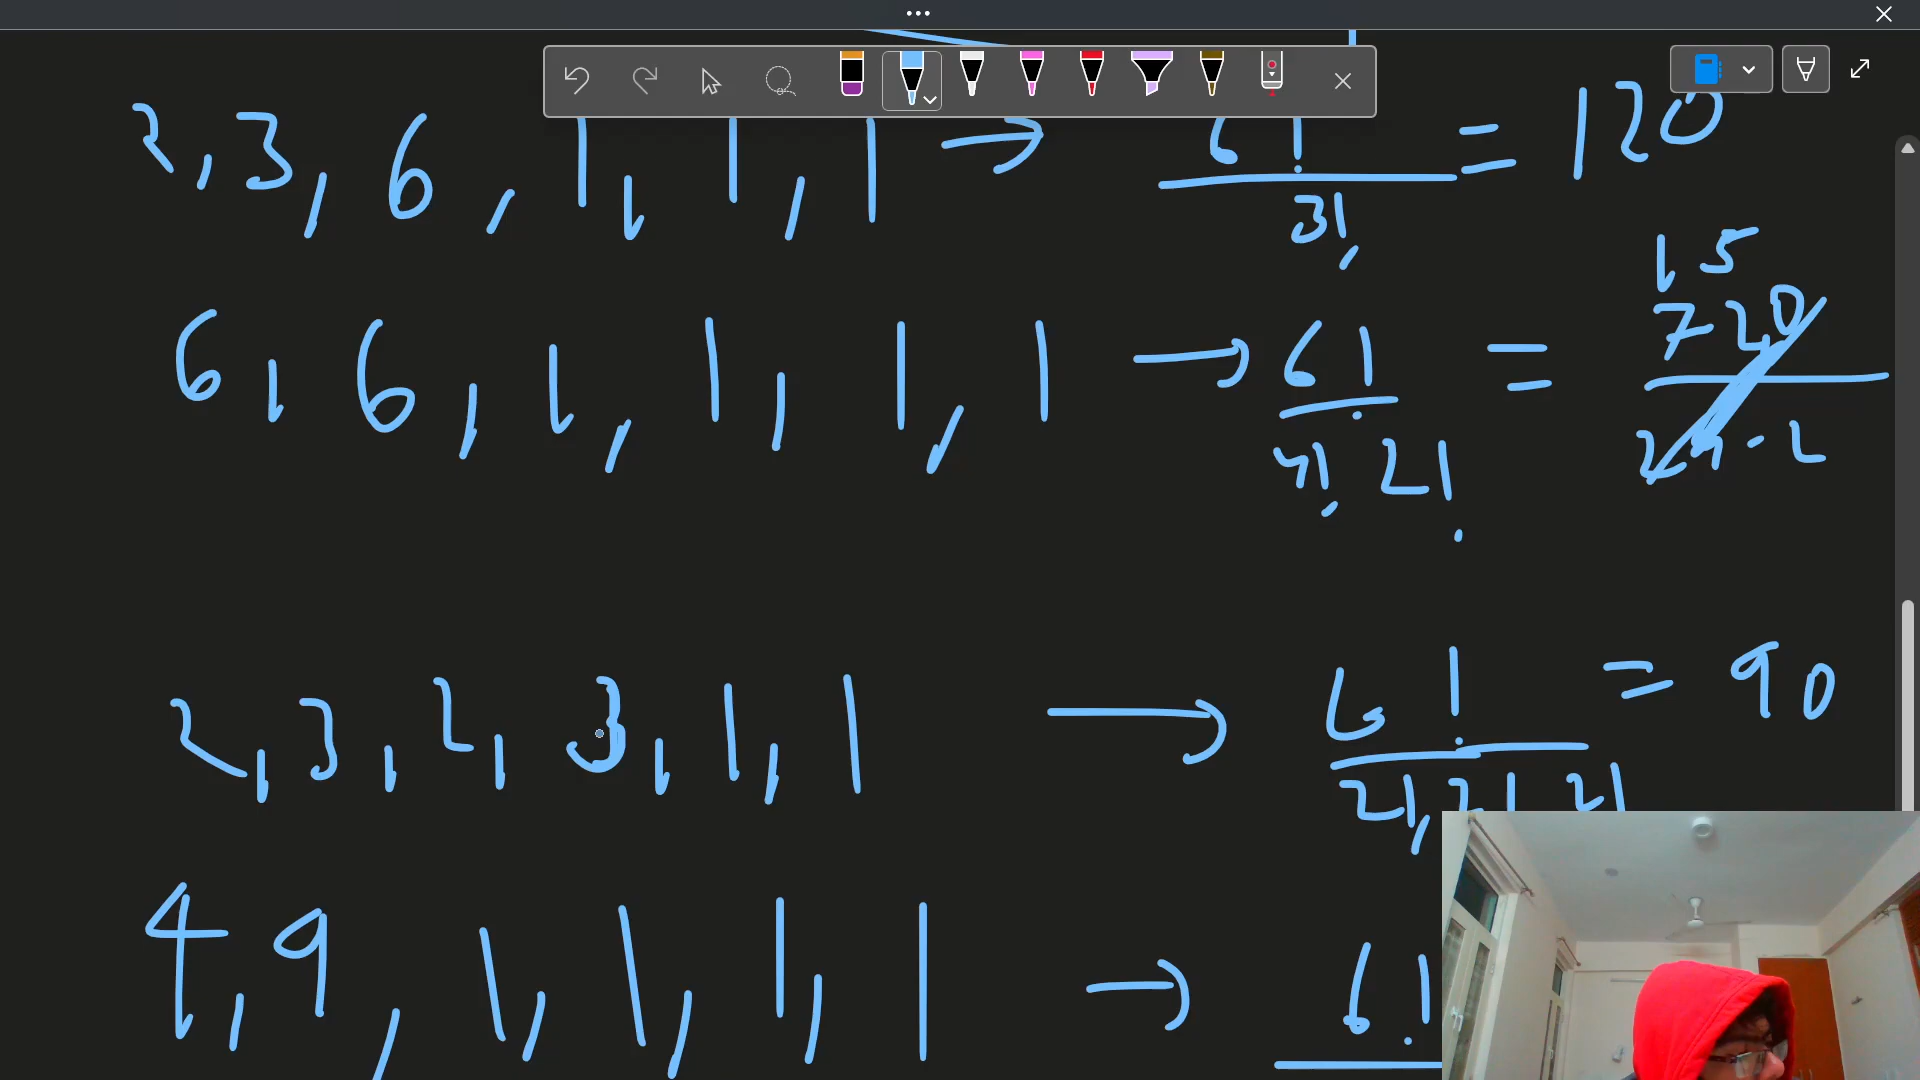 2, 3, 6, 1, 1, 1 → 6! / 3! = 120
6, 6, 1, 1, 1, 1 → 6! / 4! 2! = 720 / 24 · 2
15
2, 3, 2, 3, 1, 1 → 6! / 2! 2! 2! = 90
4, 9, 1, 1, 1, 1 → 6!